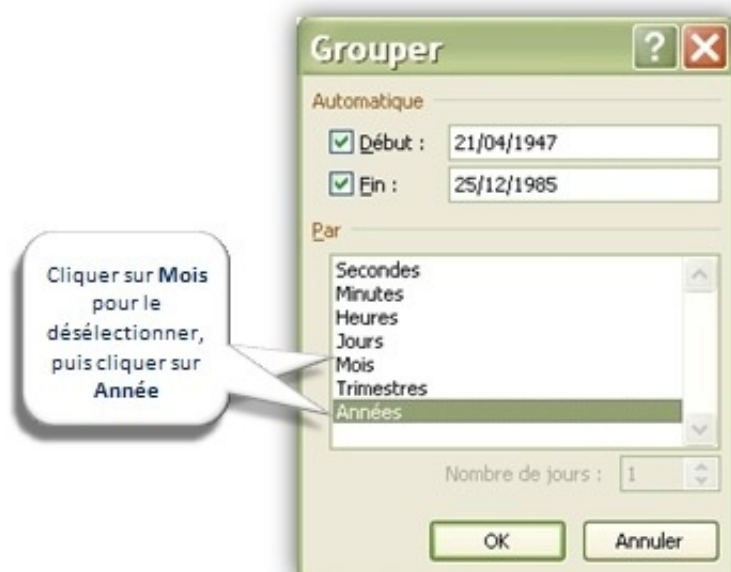 Grouper
Automatique
Début : 21/04/1947
Fin : 25/12/1985
Par
Secondes
Minutes
Heures
Jours
Mois
Trimestres
Années
Nombre de jours : 1
OK Annuler
Cliquer sur Mois
pour le
désélectionner,
puis cliquer sur
Année